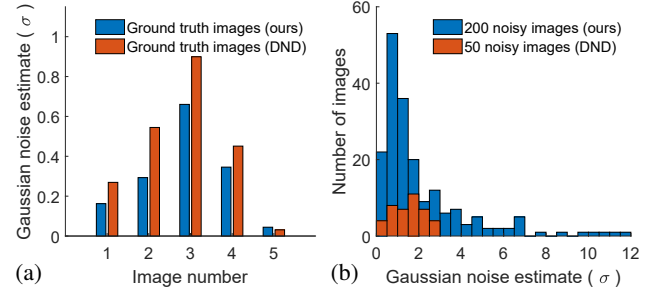 Gaussian noise estimate ( σ )
1
0.8
0.6
0.4
0.2
0
Ground truth images (ours)
Ground truth images (DND)
1 2 3 4 5
Image number
(a)
Number of images
60
40
20
0
200 noisy images (ours)
50 noisy images (DND)
0 2 4 6 8 10 12
Gaussian noise estimate ( σ )
(b)